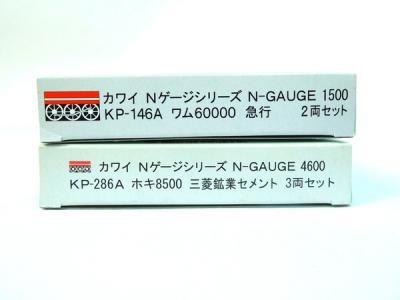 カワイ Nゲージシリーズ N-GAUGE 1500
KP-146A ワム60000 急行 2両セット
カワイ Nゲージシリーズ N-GAUGE 4600
KP-286A ホキ8500 三菱鉱業セメント 3両セット